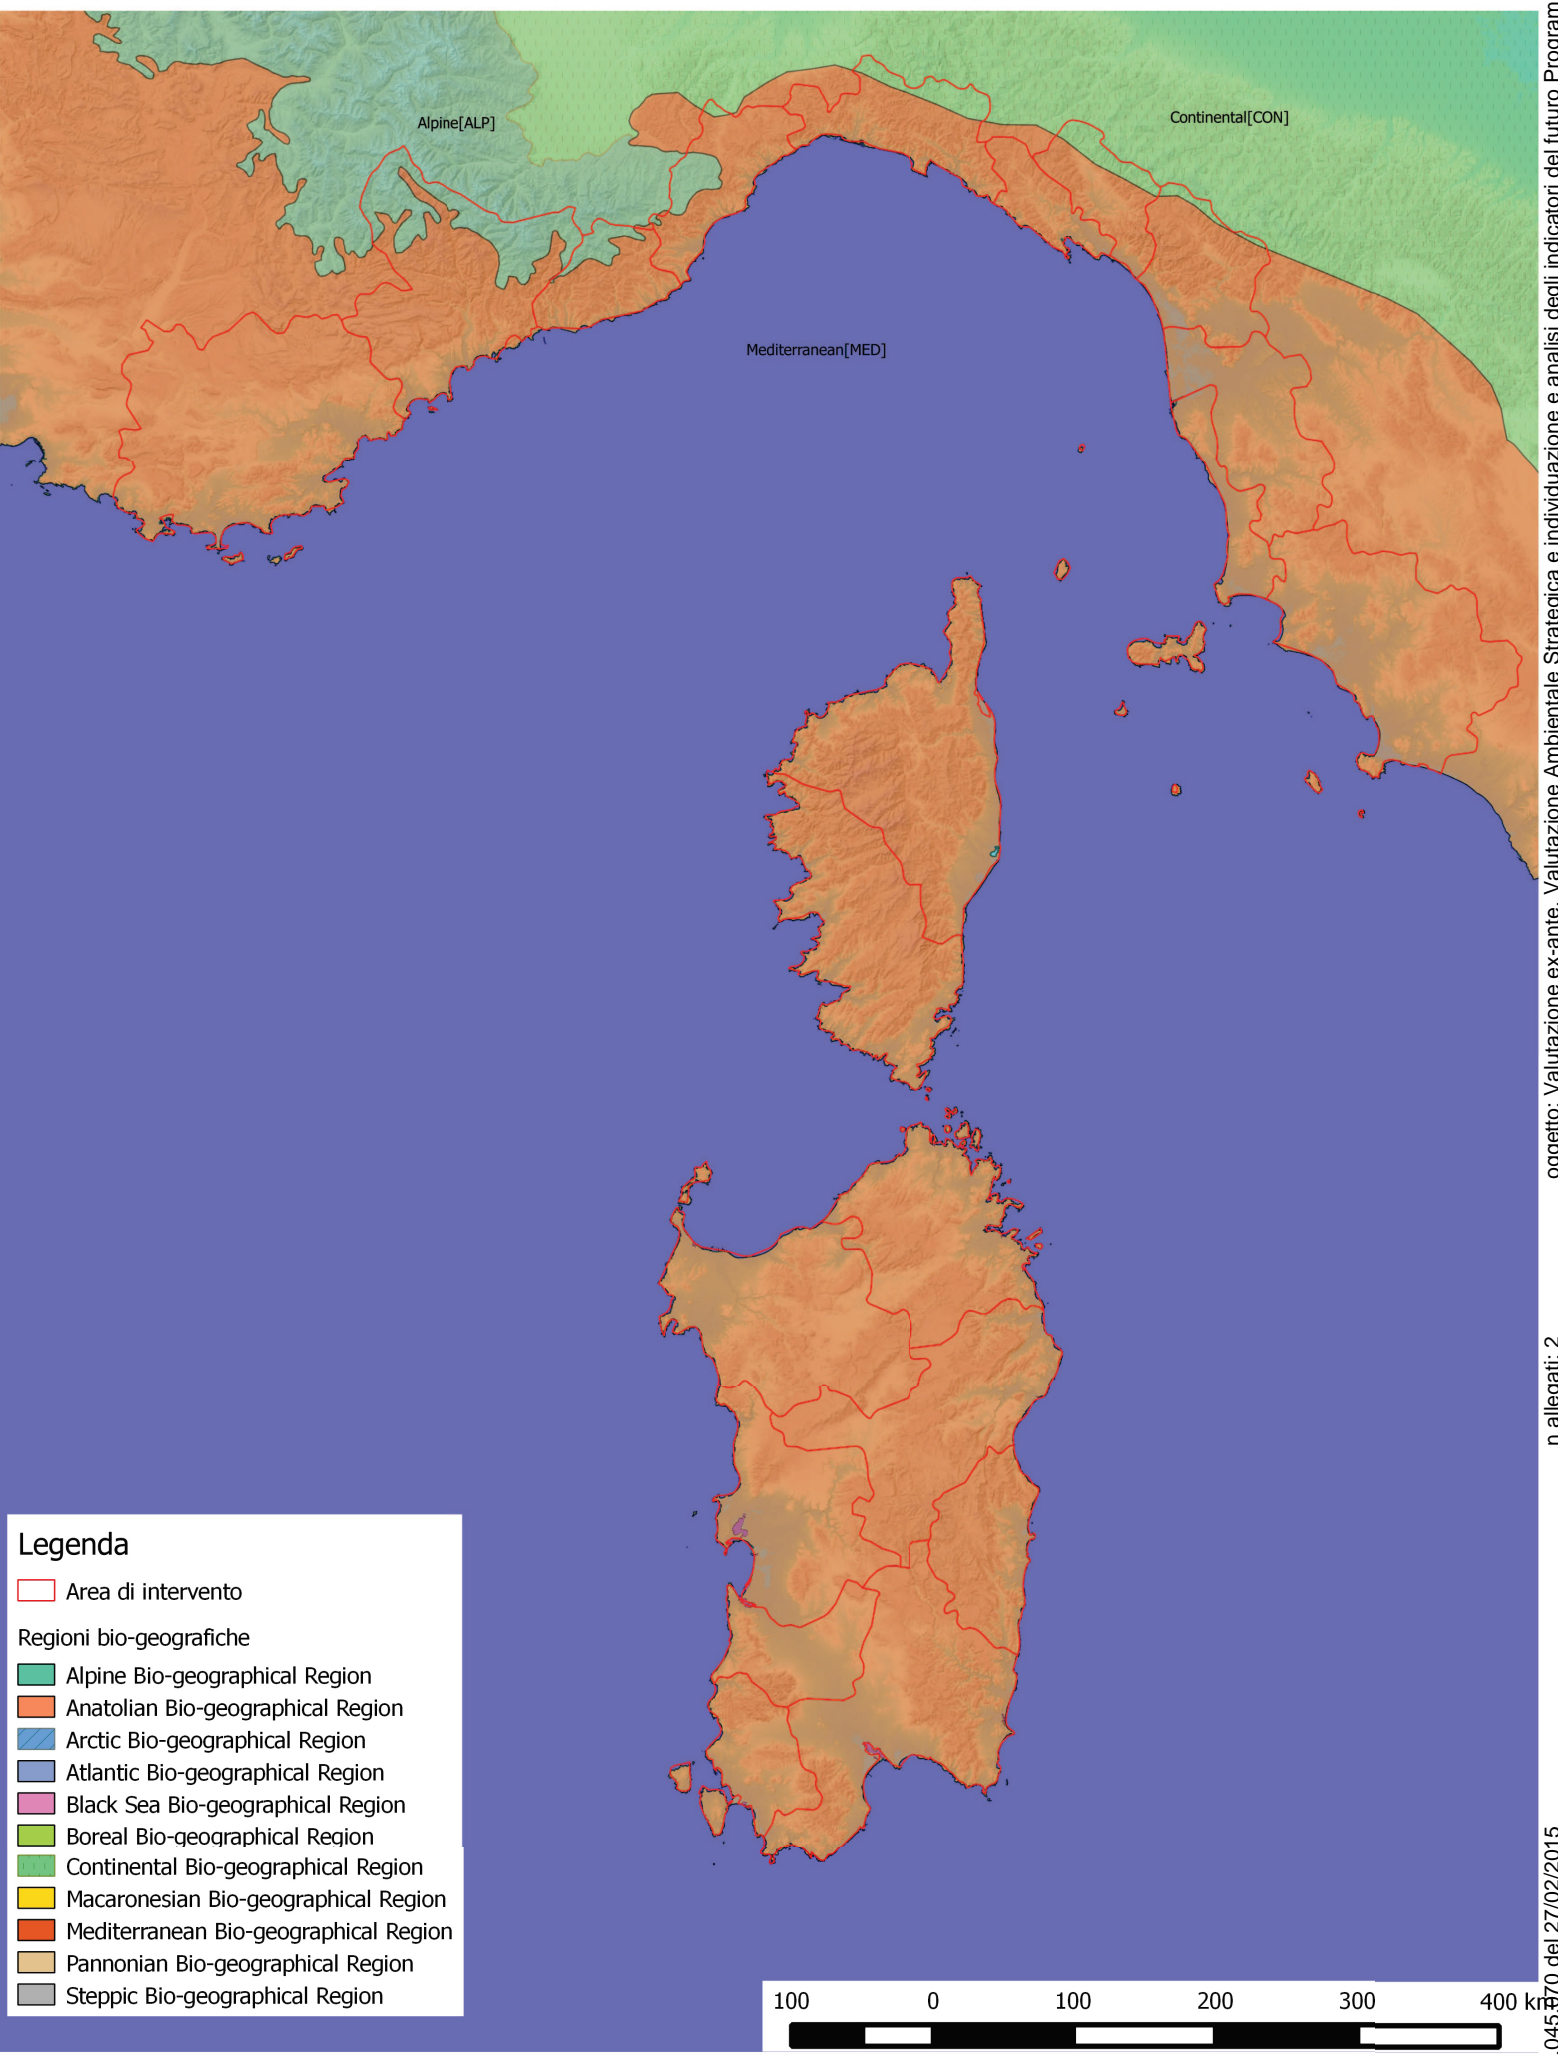 Alpine[ALP]
Continental[CON]
Mediterranean[MED]
Legenda
Area di intervento
Regioni bio-geografiche
Alpine Bio-geographical Region
Anatolian Bio-geographical Region
Arctic Bio-geographical Region
Atlantic Bio-geographical Region
Black Sea Bio-geographical Region
Boreal Bio-geographical Region
Continental Bio-geographical Region
Macaronesian Bio-geographical Region
Mediterranean Bio-geographical Region
Pannonian Bio-geographical Region
Steppic Bio-geographical Region
100 0 100 200 300 400 km
oggetto: Valutazione ex-ante, Valutazione Ambientale Strategica e individuazione e analisi degli indicatori del futuro Program
n allegati: 2
.045.070 del 27/02/2015